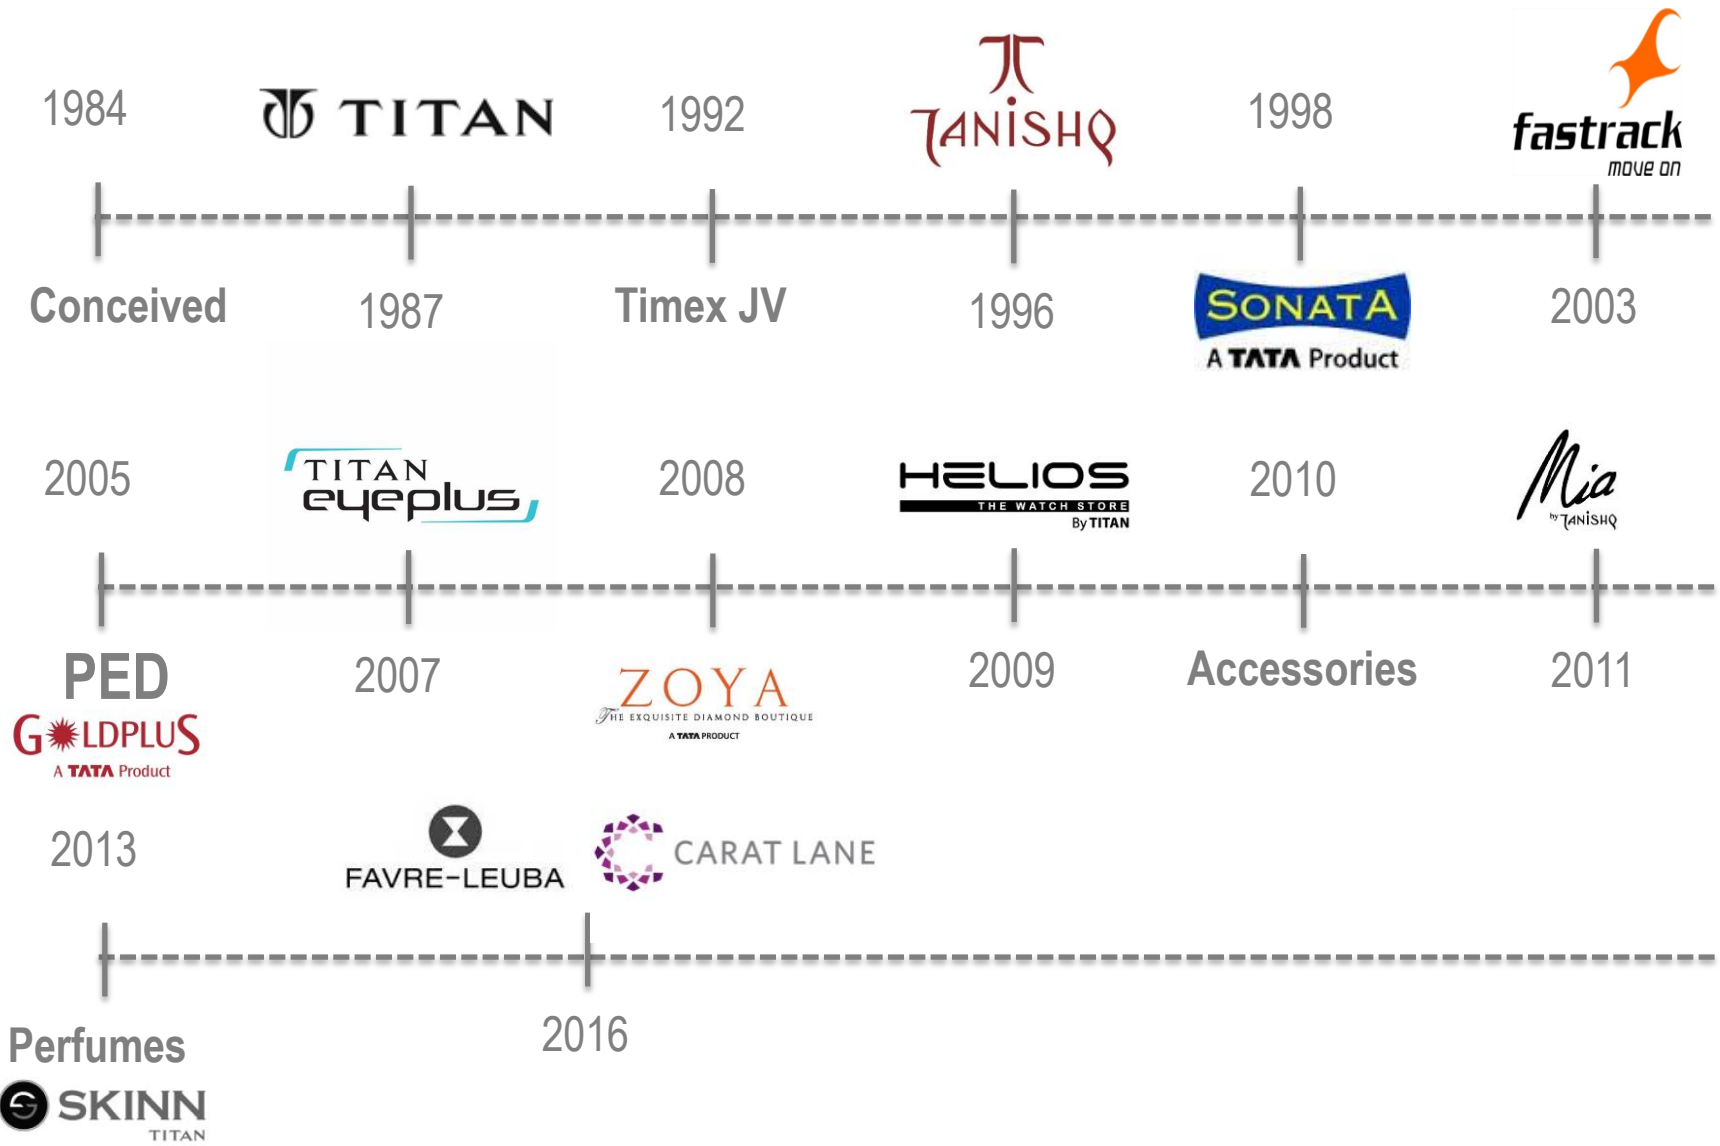 1984
TITAN
1992
TANISHQ
1998
fastrack
move on
Conceived
1987
Timex JV
1996
SONATA
A TATA Product
2003
2005
TITAN
eyeplus
2008
HELIOS
THE WATCH STORE
By TITAN
2010
Mia
by TANISHQ
PED
GOLDPLUS
A TATA Product
2007
ZOYA
THE EXQUISITE DIAMOND BOUTIQUE
A TATA PRODUCT
2009
Accessories
2011
2013
FAVRE-LEUBA
CARAT LANE
Perfumes
SKINN
TITAN
2016